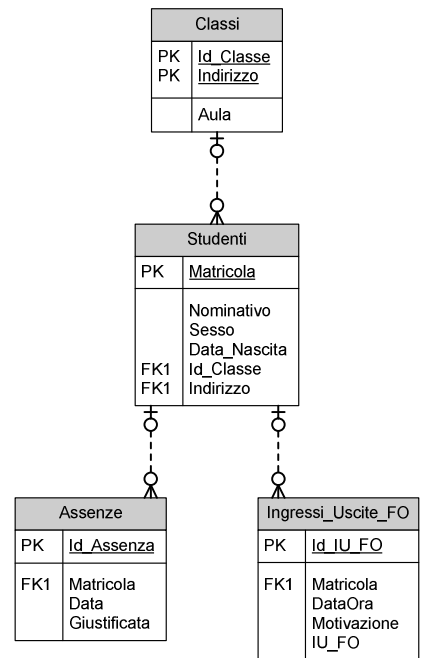 Classi
PK Id_Classe
PK Indirizzo
Aula
Studenti
PK Matricola
Nominativo
Sesso
Data_Nascita
FK1 Id_Classe
FK1 Indirizzo
Assenze
PK Id_Assenza
FK1 Matricola
Data
Giustificata
Ingressi_Uscite_FO
PK Id_IU_FO
FK1 Matricola
DataOra
Motivazione
IU_FO